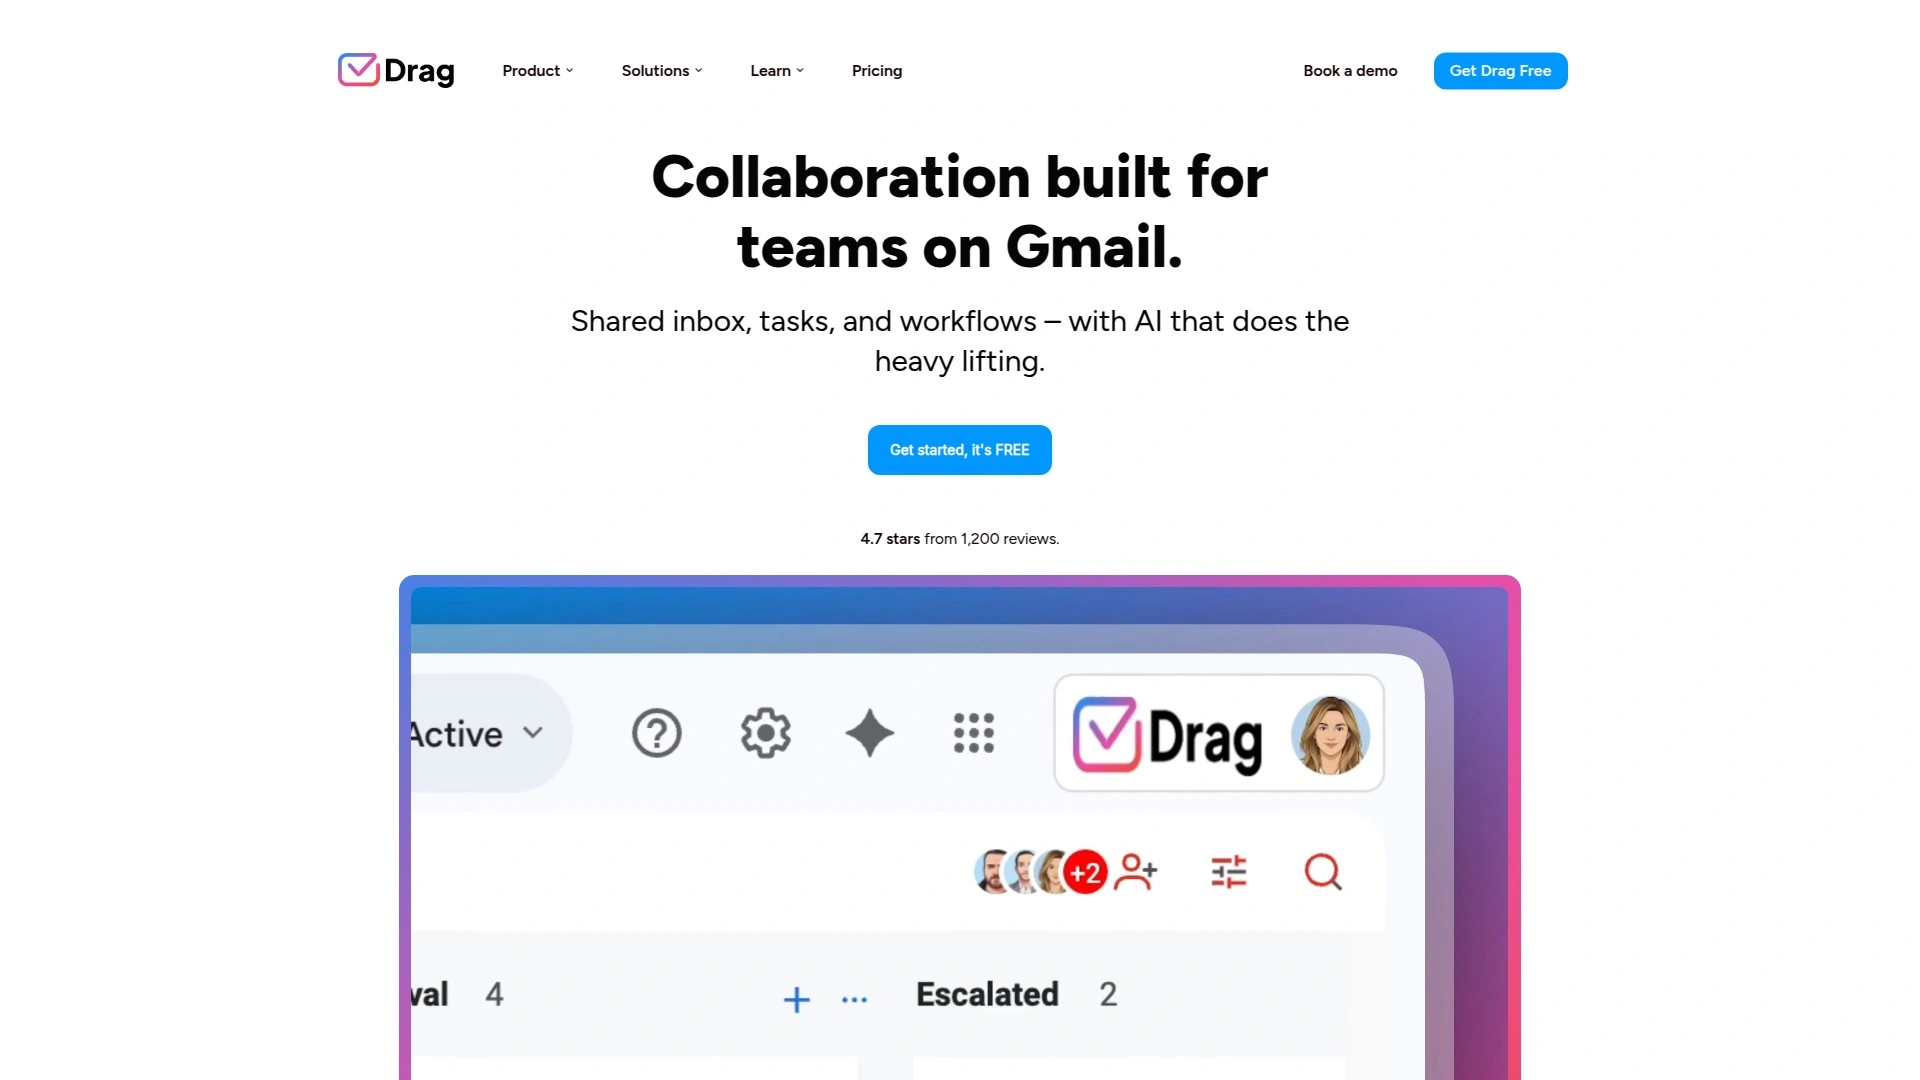 Drag
Product
Solutions
Learn
Pricing
Book a demo
Get Drag Free
Collaboration built for
teams on Gmail.
Shared inbox, tasks, and workflows – with AI that does the
heavy lifting.
Get started, it's FREE
4.7 stars from 1,200 reviews.
Active
Drag
+2
val 4
Escalated 2